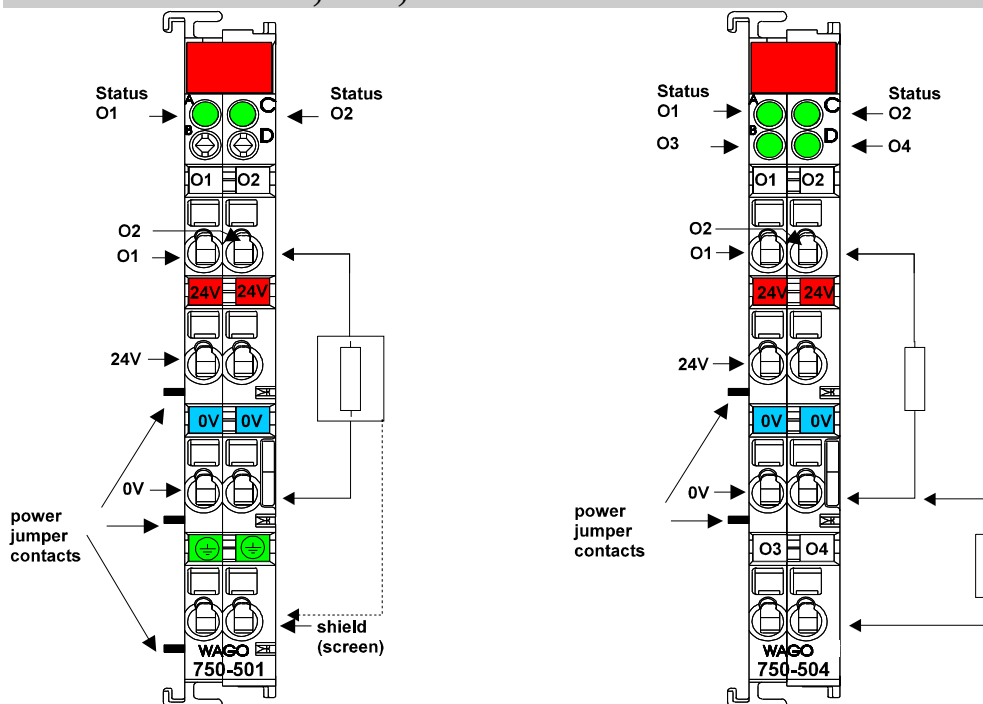 Status
O1
A
C
B
D
Status
O2
O1 O2
O2
O1
24V 24V
24V
0V 0V
0V
power
jumper
contacts
shield
(screen)
WAGO
750-501
Status
O1
O3
A
C
B
D
Status
O2
O4
O1 O2
O2
O1
24V 24V
24V
0V 0V
0V
power
jumper
contacts
O3 O4
WAGO
750-504